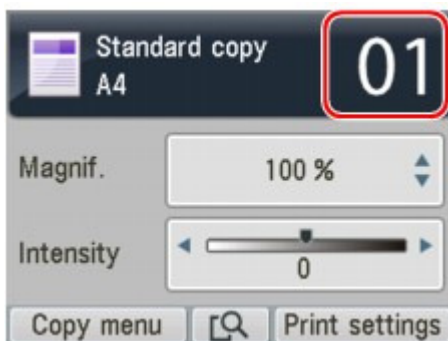 Standard copy
A4
01
Magnif.
100 %
Intensity
0
Copy menu
Print settings